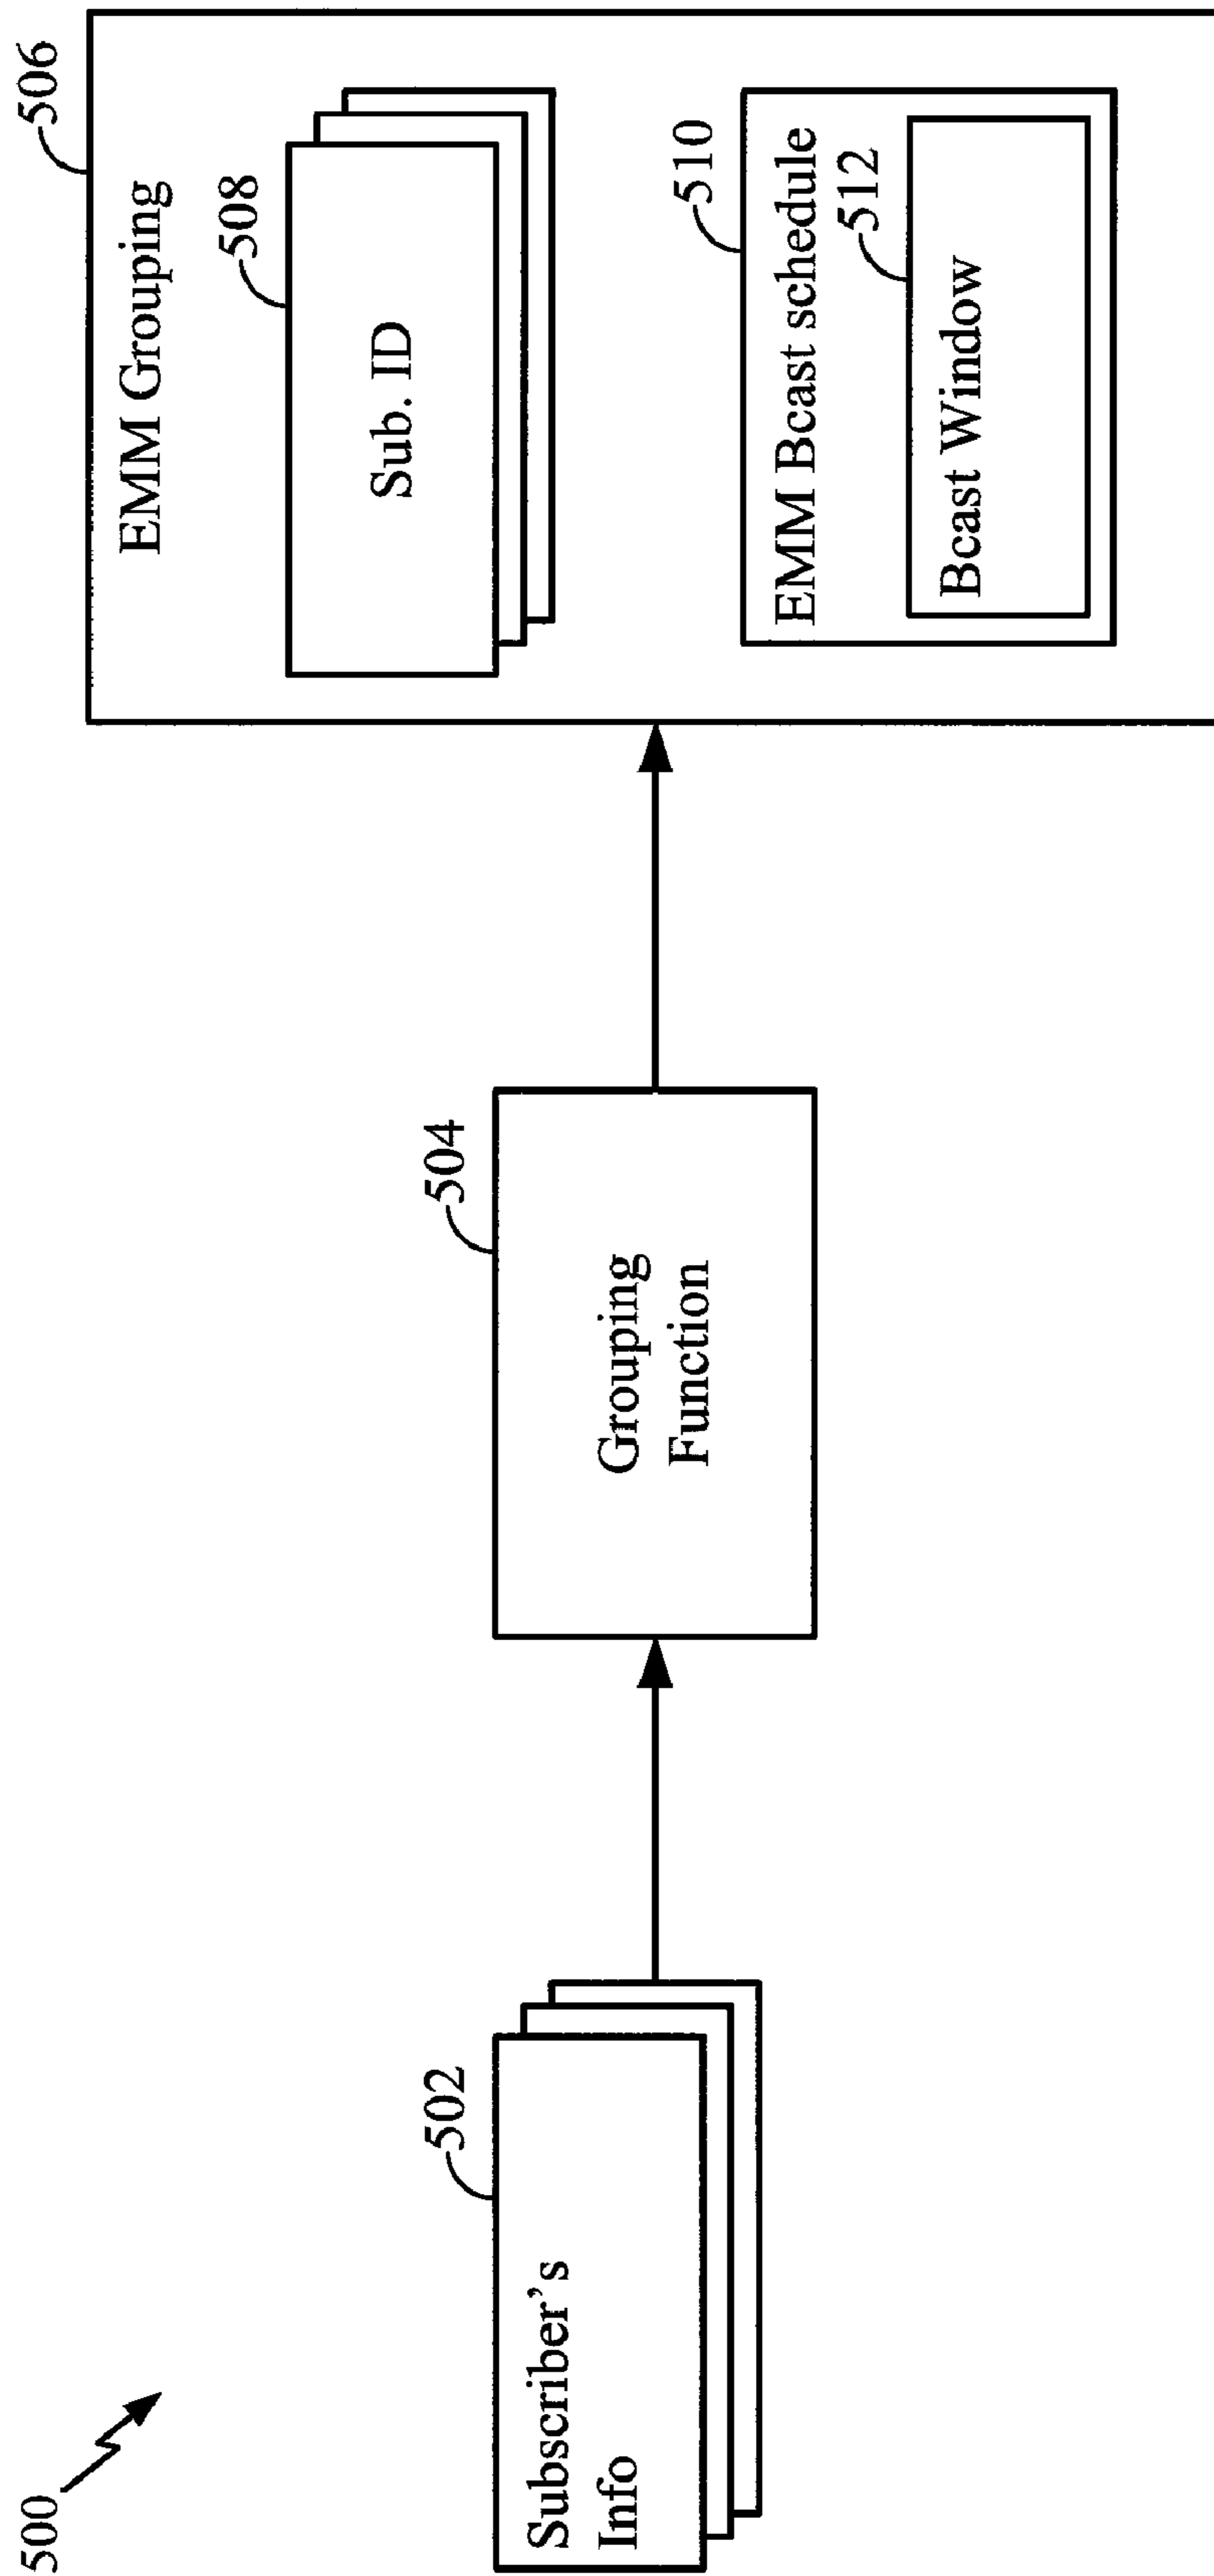 500
502
Subscriber's
Info
504
Grouping
Function
506
EMM Grouping
508
Sub. ID
510
EMM Bcast schedule
512
Bcast Window